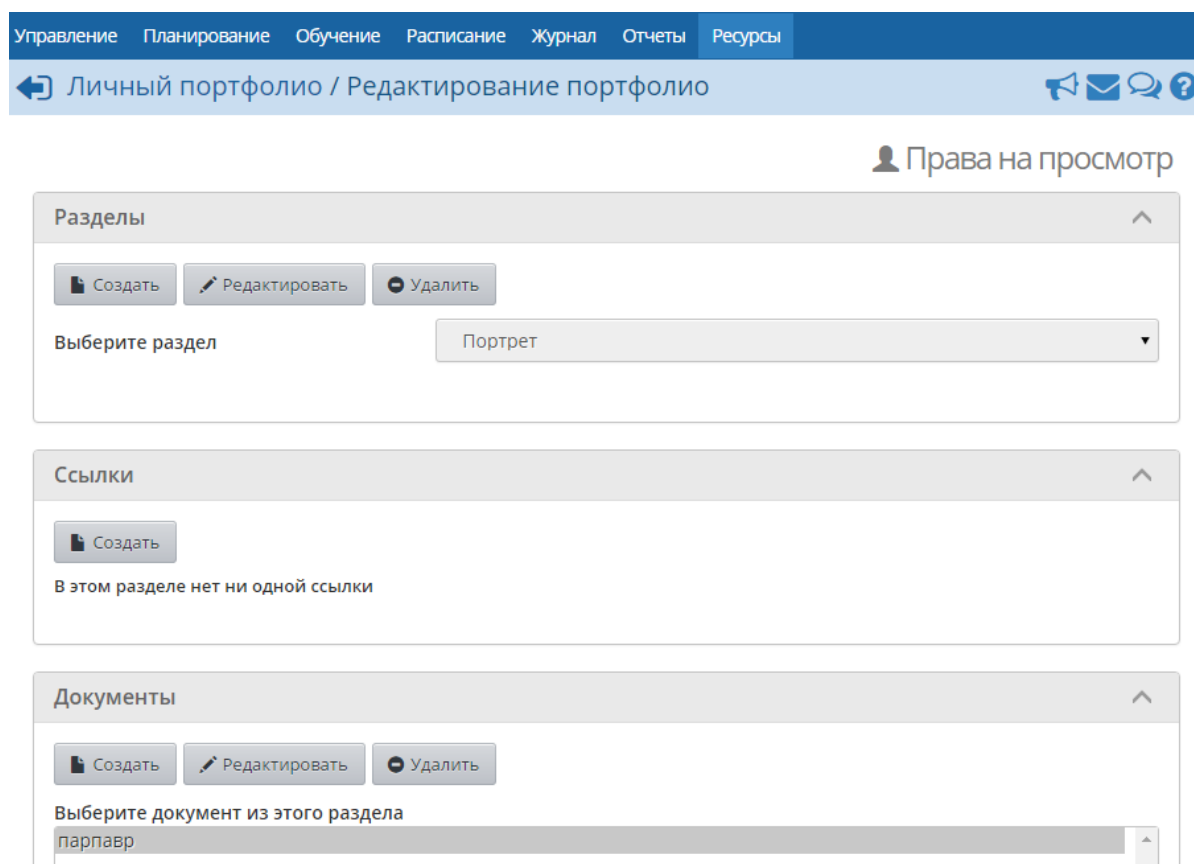 Управление Планирование Обучение Расписание Журнал Отчеты Ресурсы
Личный портфолио / Редактирование портфолио
Права на просмотр
Разделы
Создать Редактировать Удалить
Выберите раздел Портрет
Ссылки
Создать
В этом разделе нет ни одной ссылки
Документы
Создать Редактировать Удалить
Выберите документ из этого раздела
парпавр